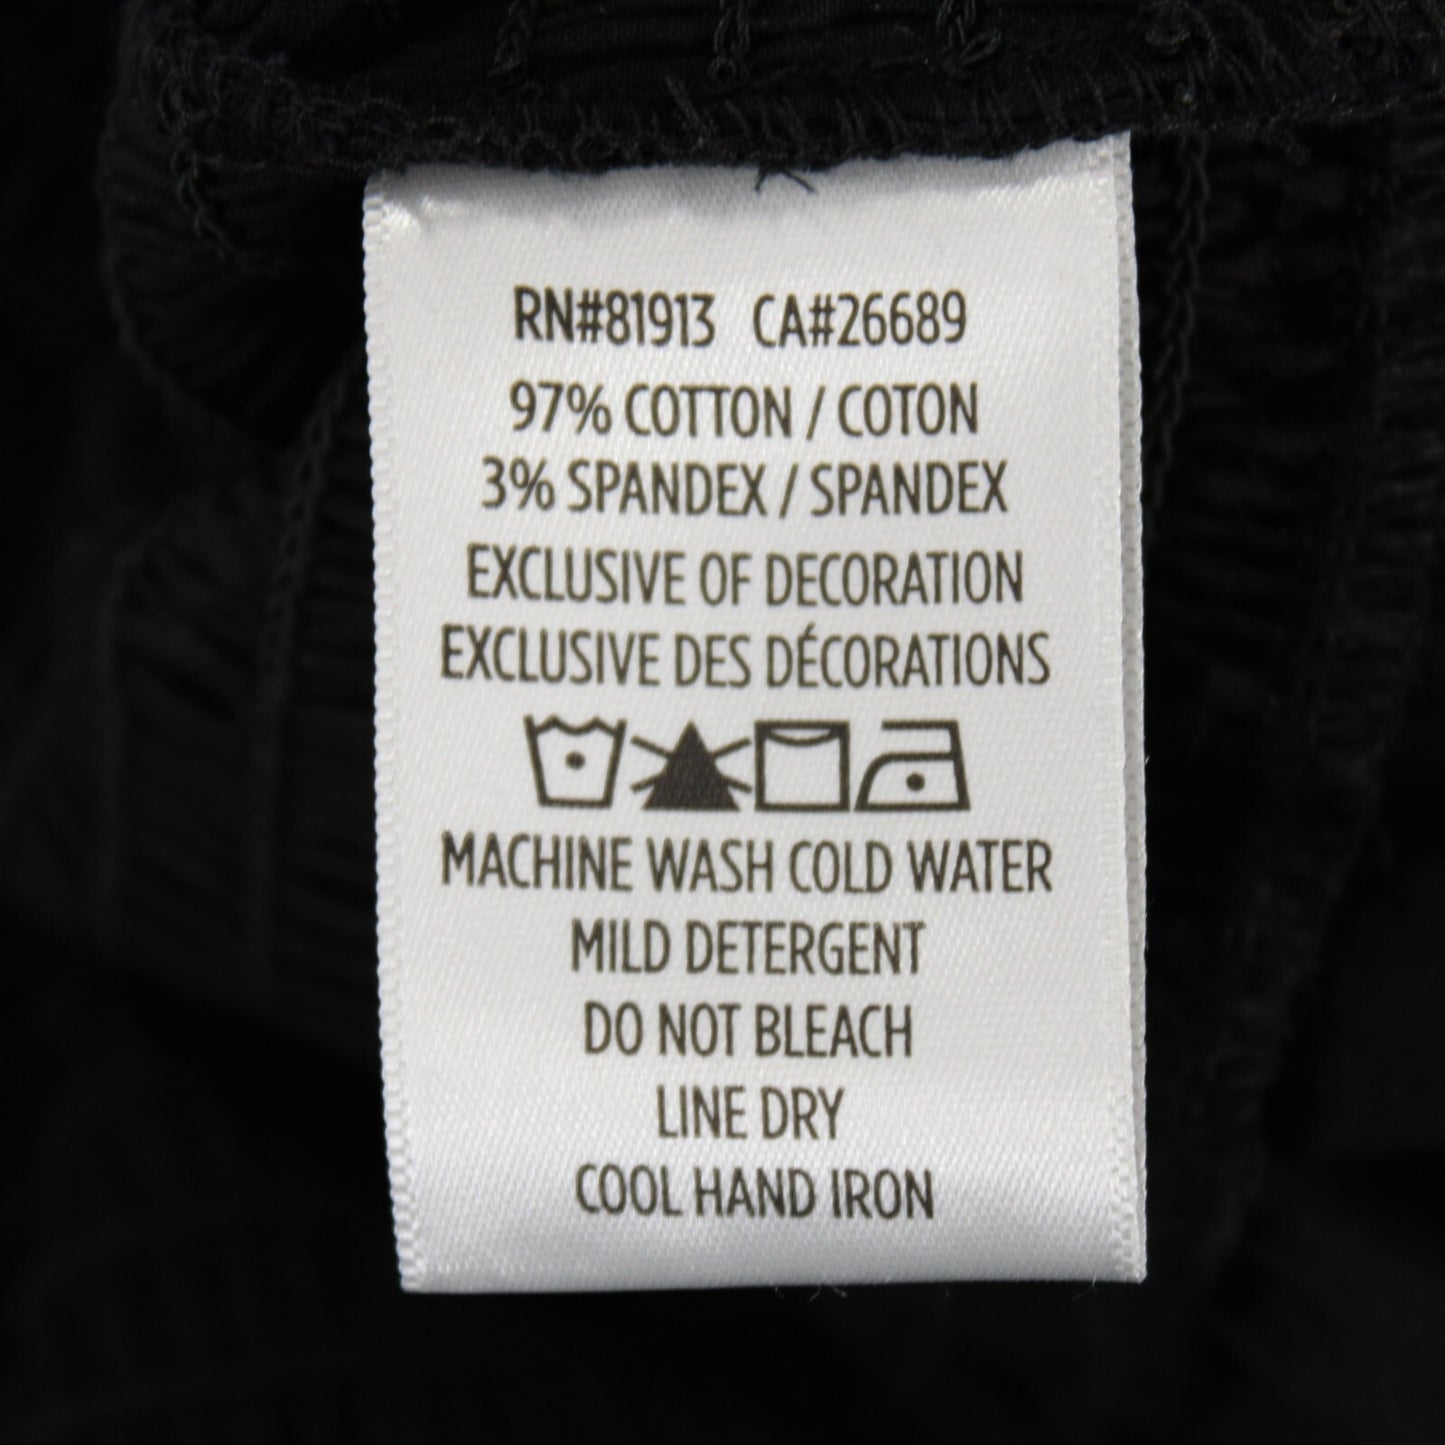 RN#81913 CA#26689
97% COTTON / COTON
3% SPANDEX / SPANDEX
EXCLUSIVE OF DECORATION
EXCLUSIVE DES DÉCORATIONS
MACHINE WASH COLD WATER
MILD DETERGENT
DO NOT BLEACH
LINE DRY
COOL HAND IRON